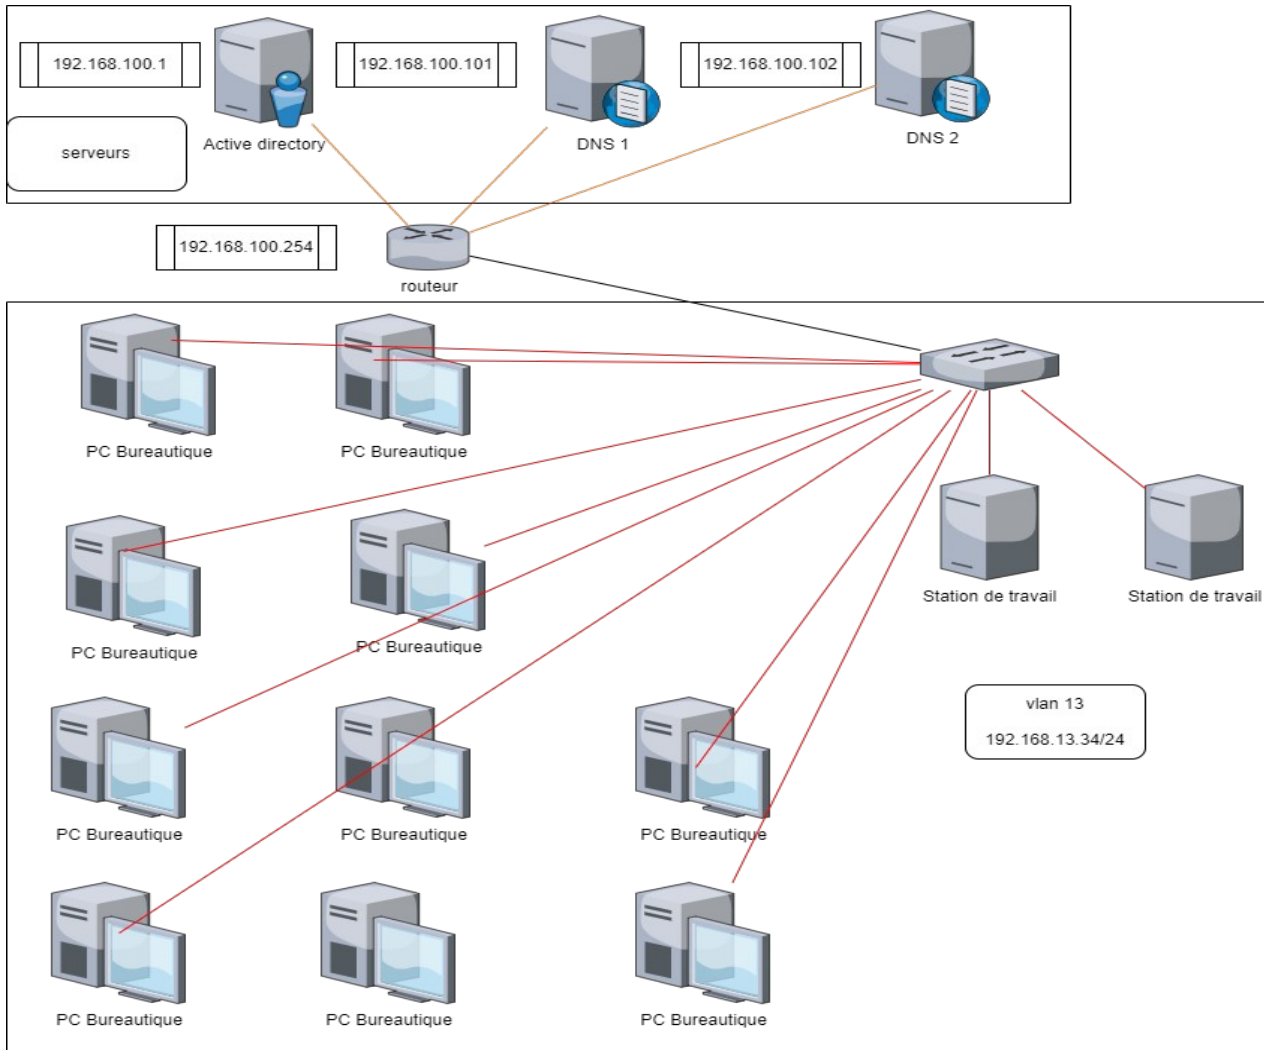 192.168.100.1
192.168.100.101
192.168.100.102
Active directory
DNS 1
DNS 2
serveurs
192.168.100.254
routeur
PC Bureautique
PC Bureautique
Station de travail
Station de travail
PC Bureautique
PC Bureautique
vlan 13
192.168.13.34/24
PC Bureautique
PC Bureautique
PC Bureautique
PC Bureautique
PC Bureautique
PC Bureautique